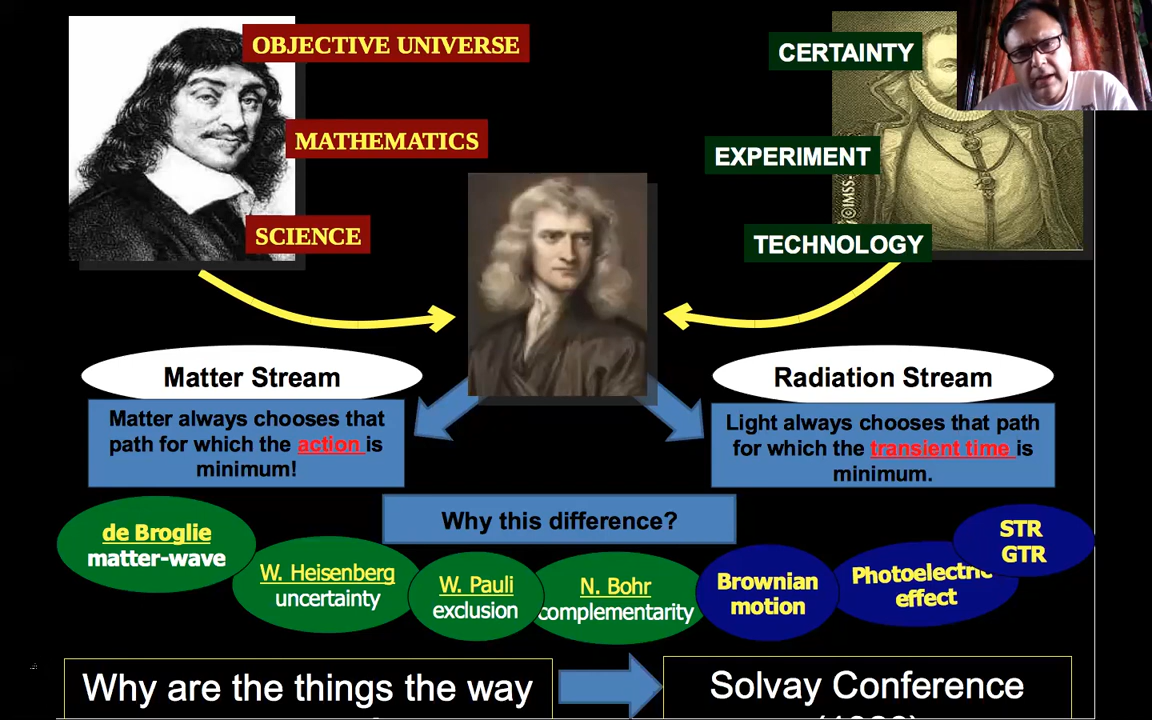 OBJECTIVE UNIVERSE
MATHEMATICS
SCIENCE
CERTAINTY
EXPERIMENT
TECHNOLOGY
©IMSS-
Matter Stream
Matter always chooses that
path for which the action is
minimum!
Radiation Stream
Light always chooses that path
for which the transient time is
minimum.
Why this difference?
de Broglie
matter-wave
W. Heisenberg
uncertainty
W. Pauli
exclusion
N. Bohr
complementarity
Brownian
motion
Photoelectric
effect
STR
GTR
Why are the things the way
Solvay Conference